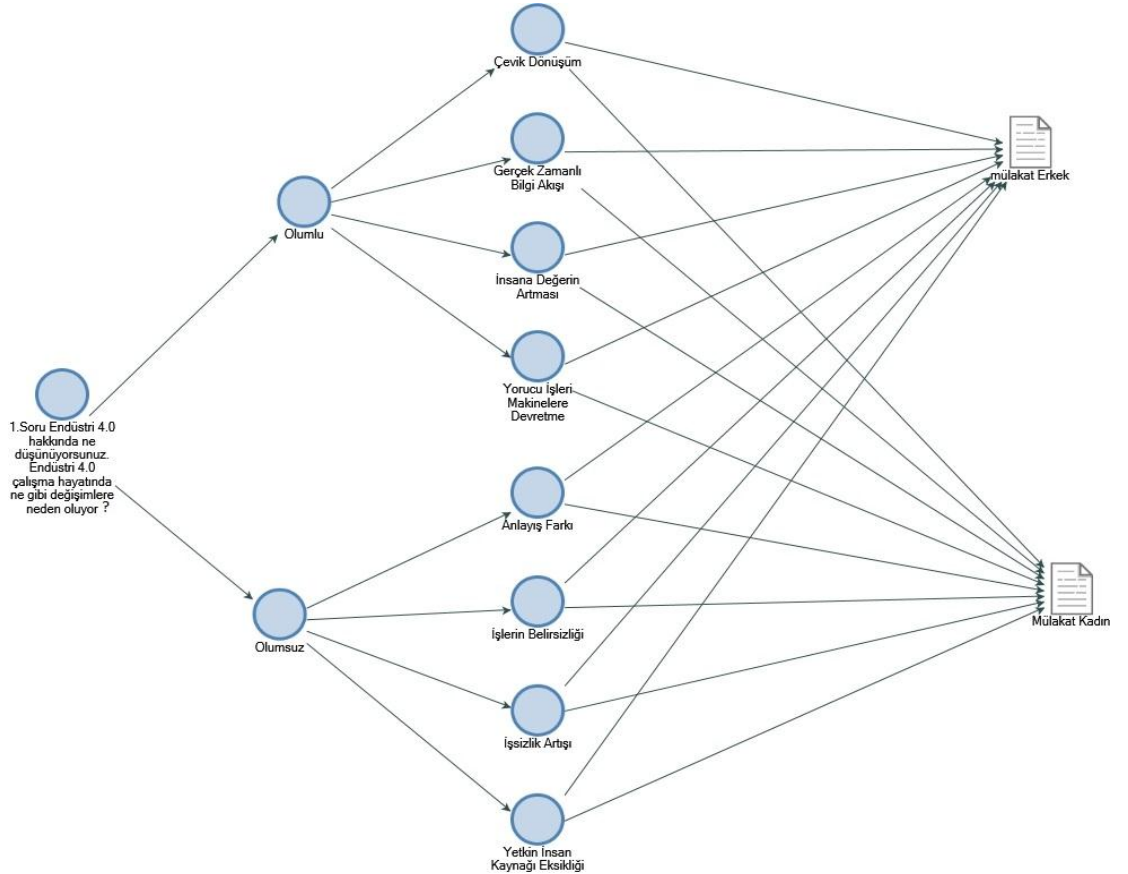 Çevik Dönüşüm
Gerçek Zamanlı
Bilgi Akışı
mülakat Erkek
Olumlu
İnsana Değerin
Artması
Yorucu İşleri
Makinelere
Devretme
1.Soru Endüstri 4.0
hakkında ne
düşünüyorsunuz.
Endüstri 4.0
çalışma hayatında
ne gibi değişimlere
neden oluyor ?
Anlayış Farkı
İşlerin Belirsizliği
Mülakat Kadın
Olumsuz
İşsizlik Artışı
Yetkin İnsan
Kaynağı Eksikliği